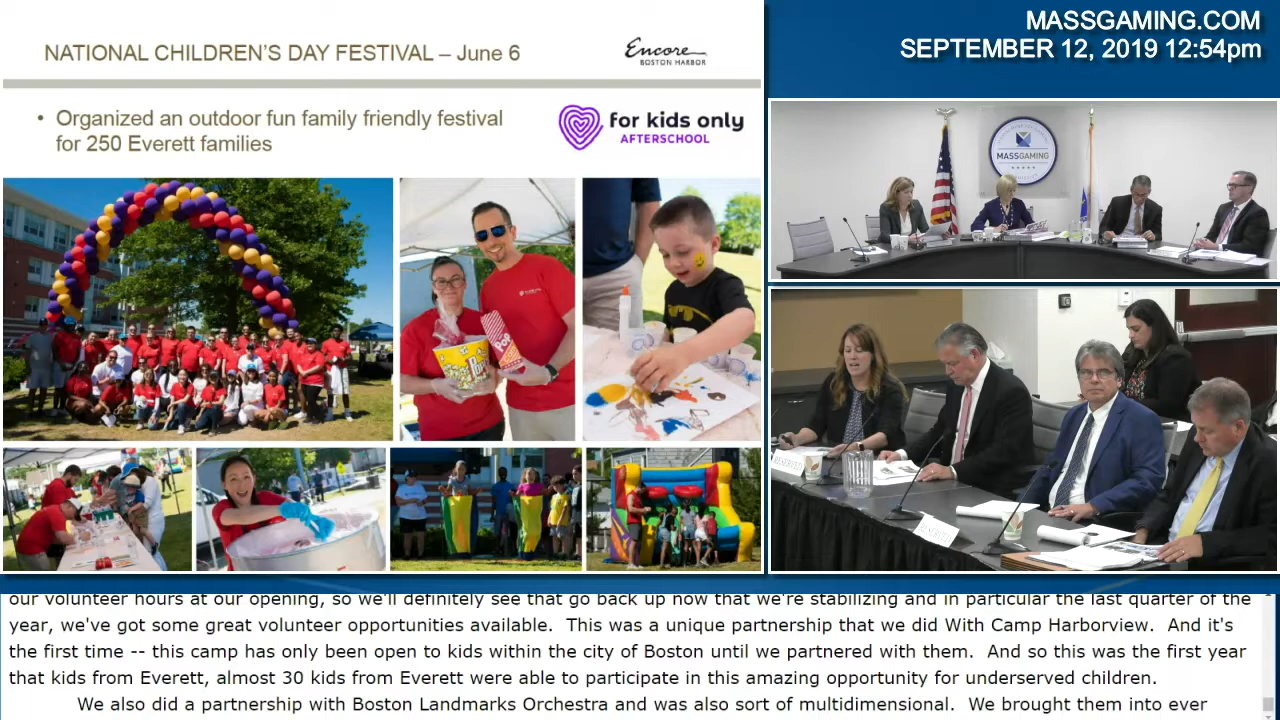 NATIONAL CHILDREN'S DAY FESTIVAL – June 6
Encore
BOSTON HARBOR
• Organized an outdoor fun family friendly festival
for 250 Everett families
for kids only
AFTERSCHOOL
POP
MASSGAMING.COM
SEPTEMBER 12, 2019 12:54pm
MASSGAMING
RESERVED
RESERVED
our volunteer hours at our opening, so we'll definitely see that go back up now that we're stabilizing and in particular the last quarter of the
year, we've got some great volunteer opportunities available. This was a unique partnership that we did With Camp Harborview. And it's
the first time -- this camp has only been open to kids within the city of Boston until we partnered with them. And so this was the first year
that kids from Everett, almost 30 kids from Everett were able to participate in this amazing opportunity for underserved children.
We also did a partnership with Boston Landmarks Orchestra and was also sort of multidimensional. We brought them into ever